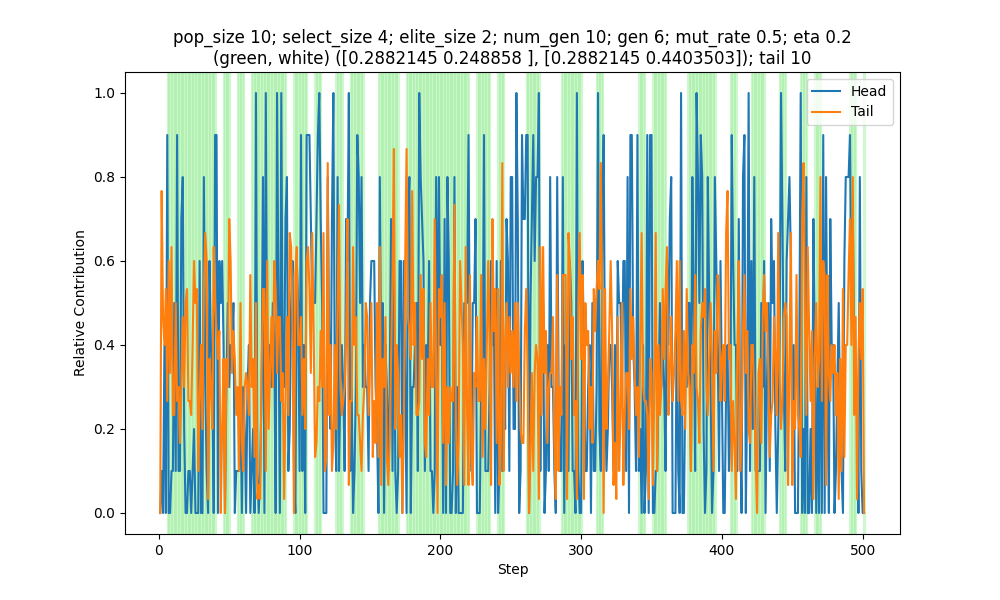 pop_size 10; select_size 4; elite_size 2; num_gen 10; gen 6; mut_rate 0.5; eta 0.2
(green, white) ([0.2882145 0.248858 ], [0.2882145 0.4403503]); tail 10
Head
Tail
Relative Contribution
1.0
0.8
0.6
0.4
0.2
0.0
0 100 200 300 400 500
Step